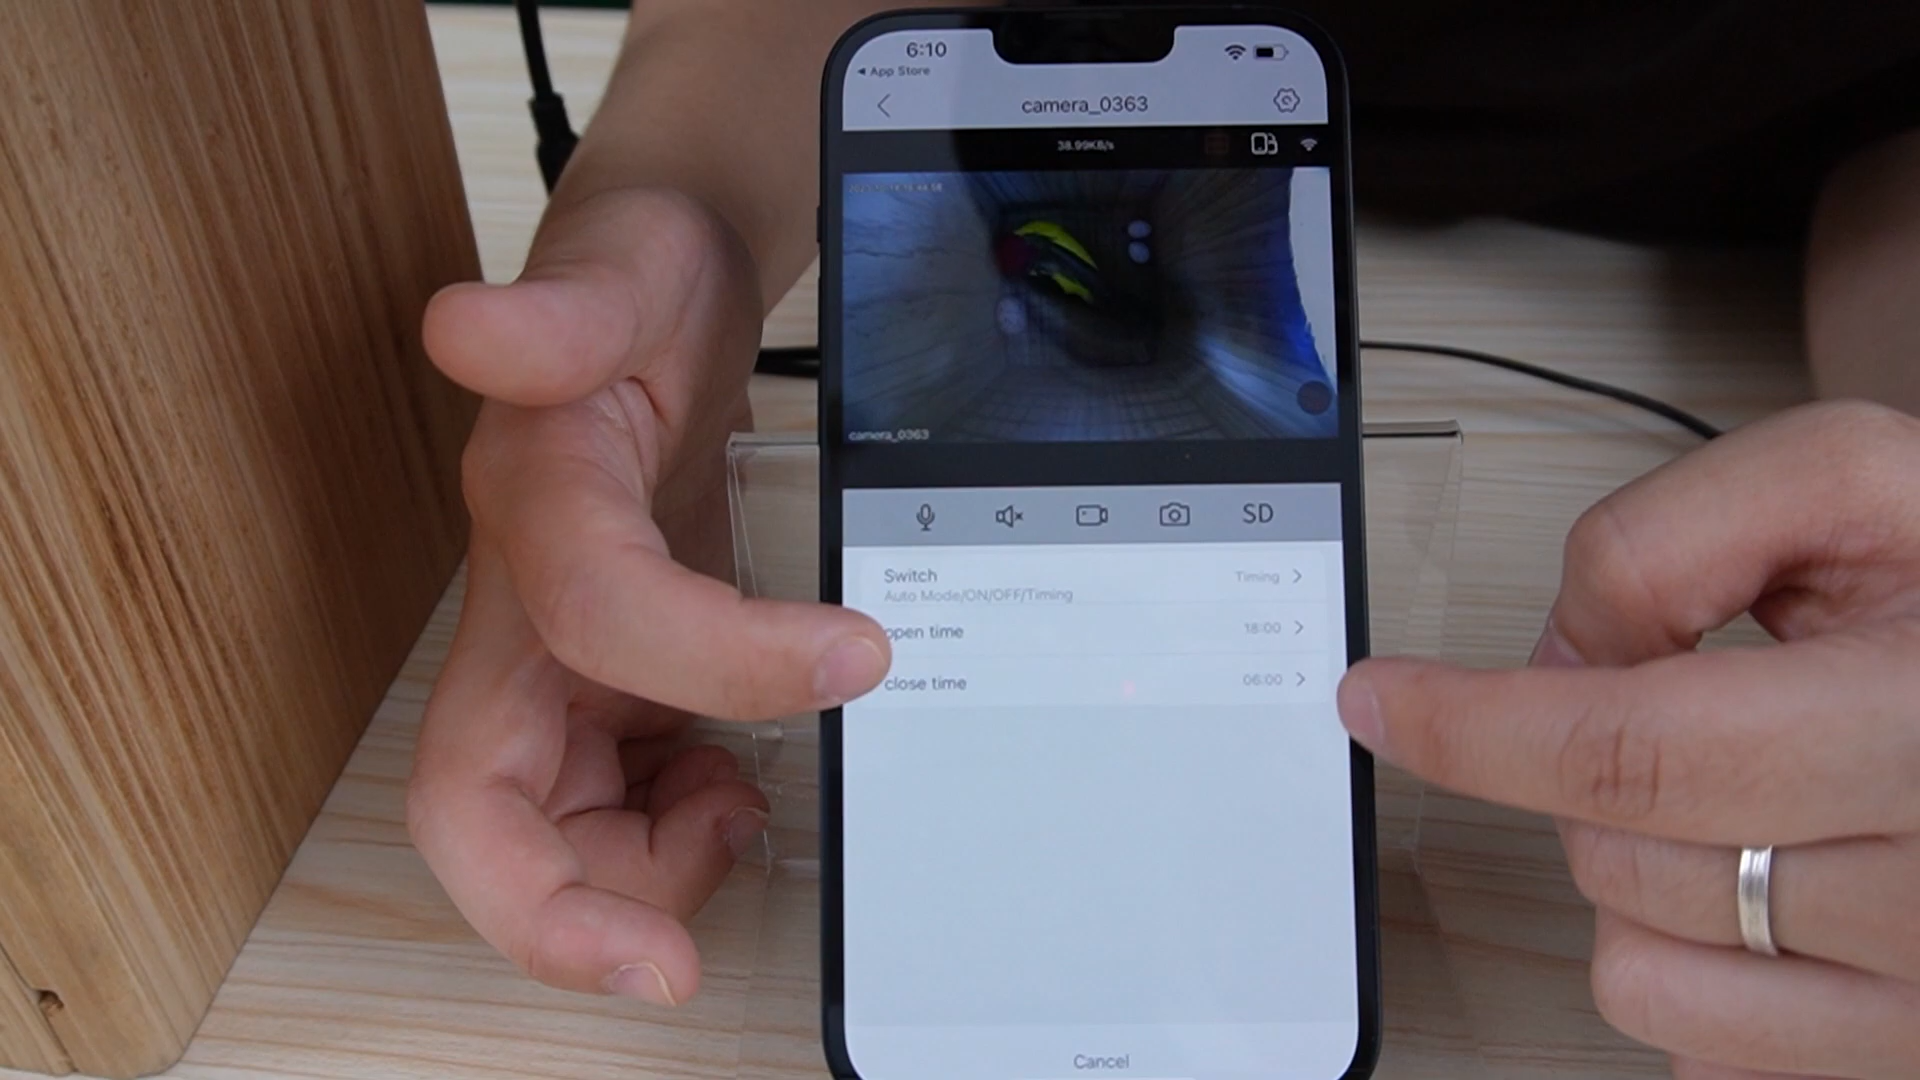 6:10
◀ App Store
camera_0363
38.99KB/s
camera_0363
SD
Switch
Timing
Auto Mode/ON/OFF/Timing
open time
18:00
close time
06:00
Cancel